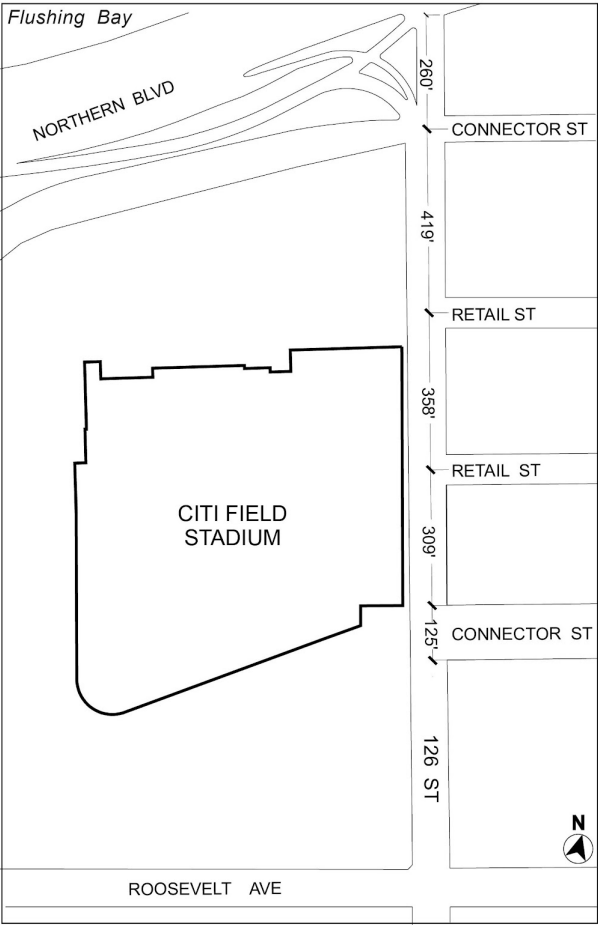 Flushing Bay
NORTHERN BLVD
260'
CONNECTOR ST
419'
RETAIL ST
358'
RETAIL ST
CITI FIELD
STADIUM
309'
125'
CONNECTOR ST
126 ST
N
ROOSEVELT AVE